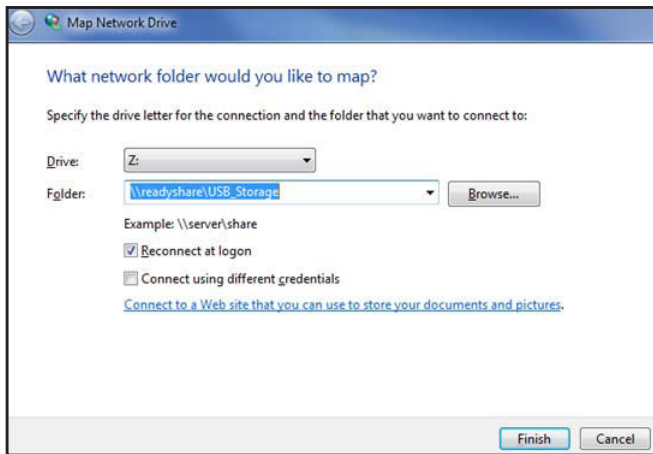 Map Network Drive
What network folder would you like to map?
Specify the drive letter for the connection and the folder that you want to connect to:
Drive: Z:
Folder: \\readyshare\USB_Storage Browse...
Example: \\server\share
Reconnect at logon
Connect using different credentials
Connect to a Web site that you can use to store your documents and pictures.
Finish Cancel